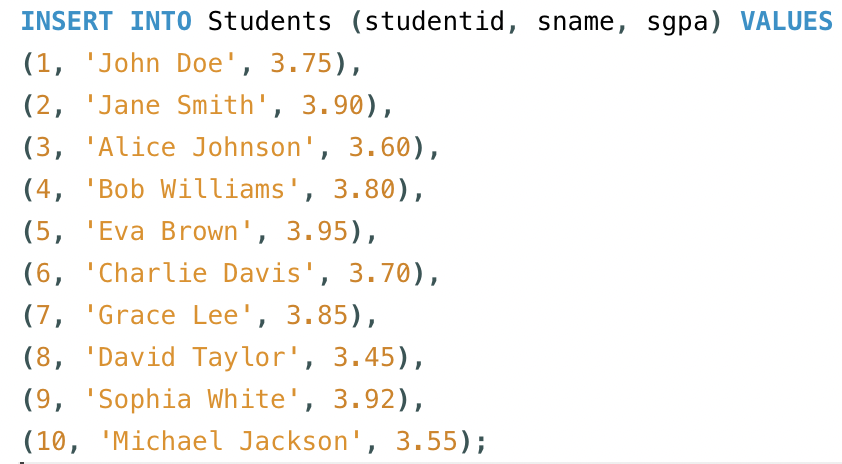 INSERT INTO Students (studentid, sname, sgpa) VALUES
(1, 'John Doe', 3.75),
(2, 'Jane Smith', 3.90),
(3, 'Alice Johnson', 3.60),
(4, 'Bob Williams', 3.80),
(5, 'Eva Brown', 3.95),
(6, 'Charlie Davis', 3.70),
(7, 'Grace Lee', 3.85),
(8, 'David Taylor', 3.45),
(9, 'Sophia White', 3.92),
(10, 'Michael Jackson', 3.55);